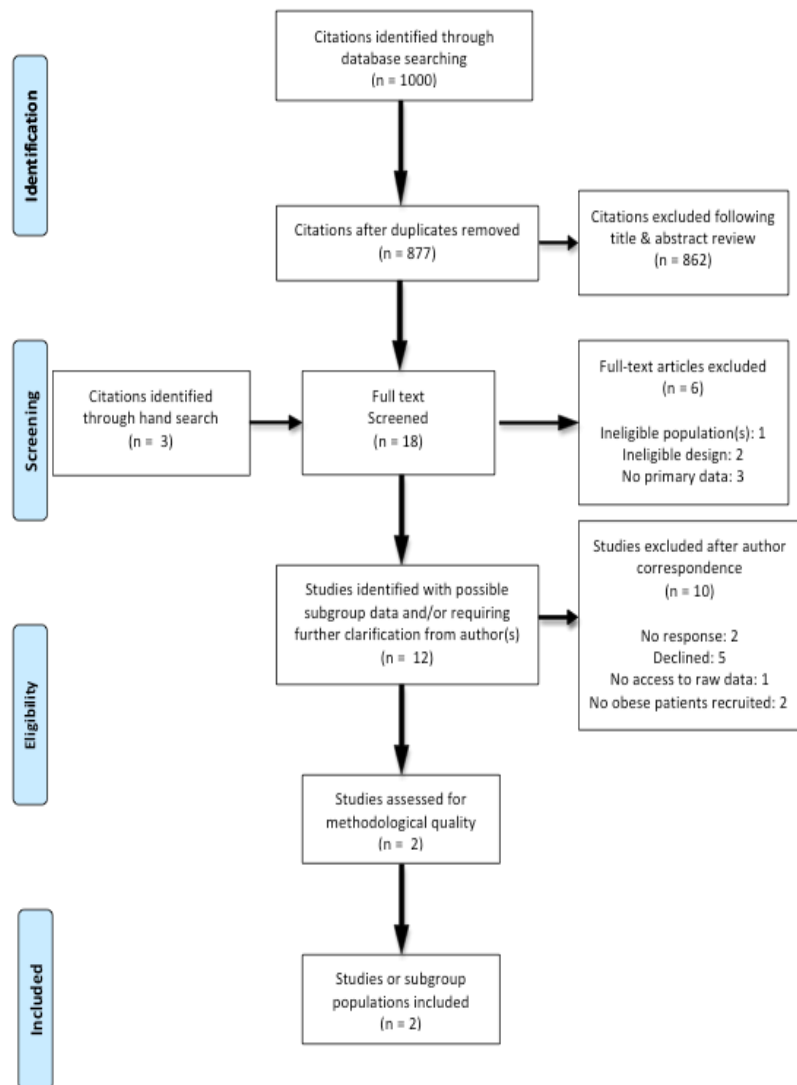 Identification
Citations identified through
database searching
(n = 1000)
Citations after duplicates removed
(n = 877)
Citations excluded following
title & abstract review
(n = 862)
Screening
Citations identified
through hand search
(n = 3)
Full text
Screened
(n = 18)
Full-text articles excluded
(n = 6)
Ineligible population(s): 1
Ineligible design: 2
No primary data: 3
Eligibility
Studies identified with possible
subgroup data and/or requiring
further clarification from author(s)
(n = 12)
Studies excluded after author
correspondence
(n = 10)
No response: 2
Declined: 5
No access to raw data: 1
No obese patients recruited: 2
Studies assessed for
methodological quality
(n = 2)
Included
Studies or subgroup
populations included
(n = 2)